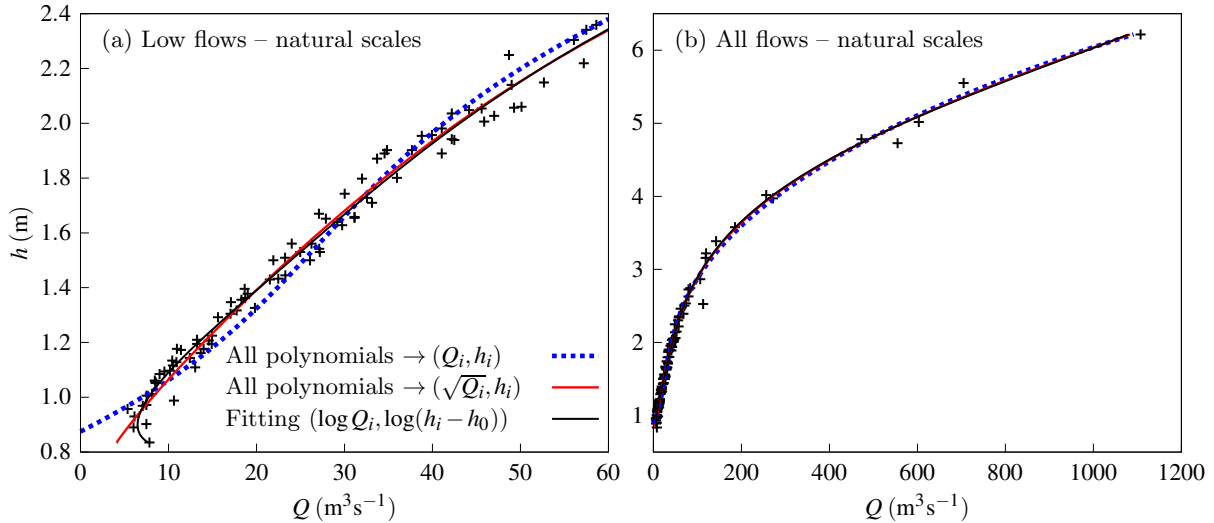 (a) Low flows – natural scales
2.4
2.2
2.0
1.8
1.6
1.4
1.2
1.0
0.8
h (m)
All polynomials → (Q_i, h_i)
All polynomials → (√Q_i, h_i)
Fitting (log Q_i, log(h_i − h_0))
0 10 20 30 40 50 60
Q (m³s⁻¹)
(b) All flows – natural scales
6
5
4
3
2
1
0 200 400 600 800 1000 1200
Q (m³s⁻¹)